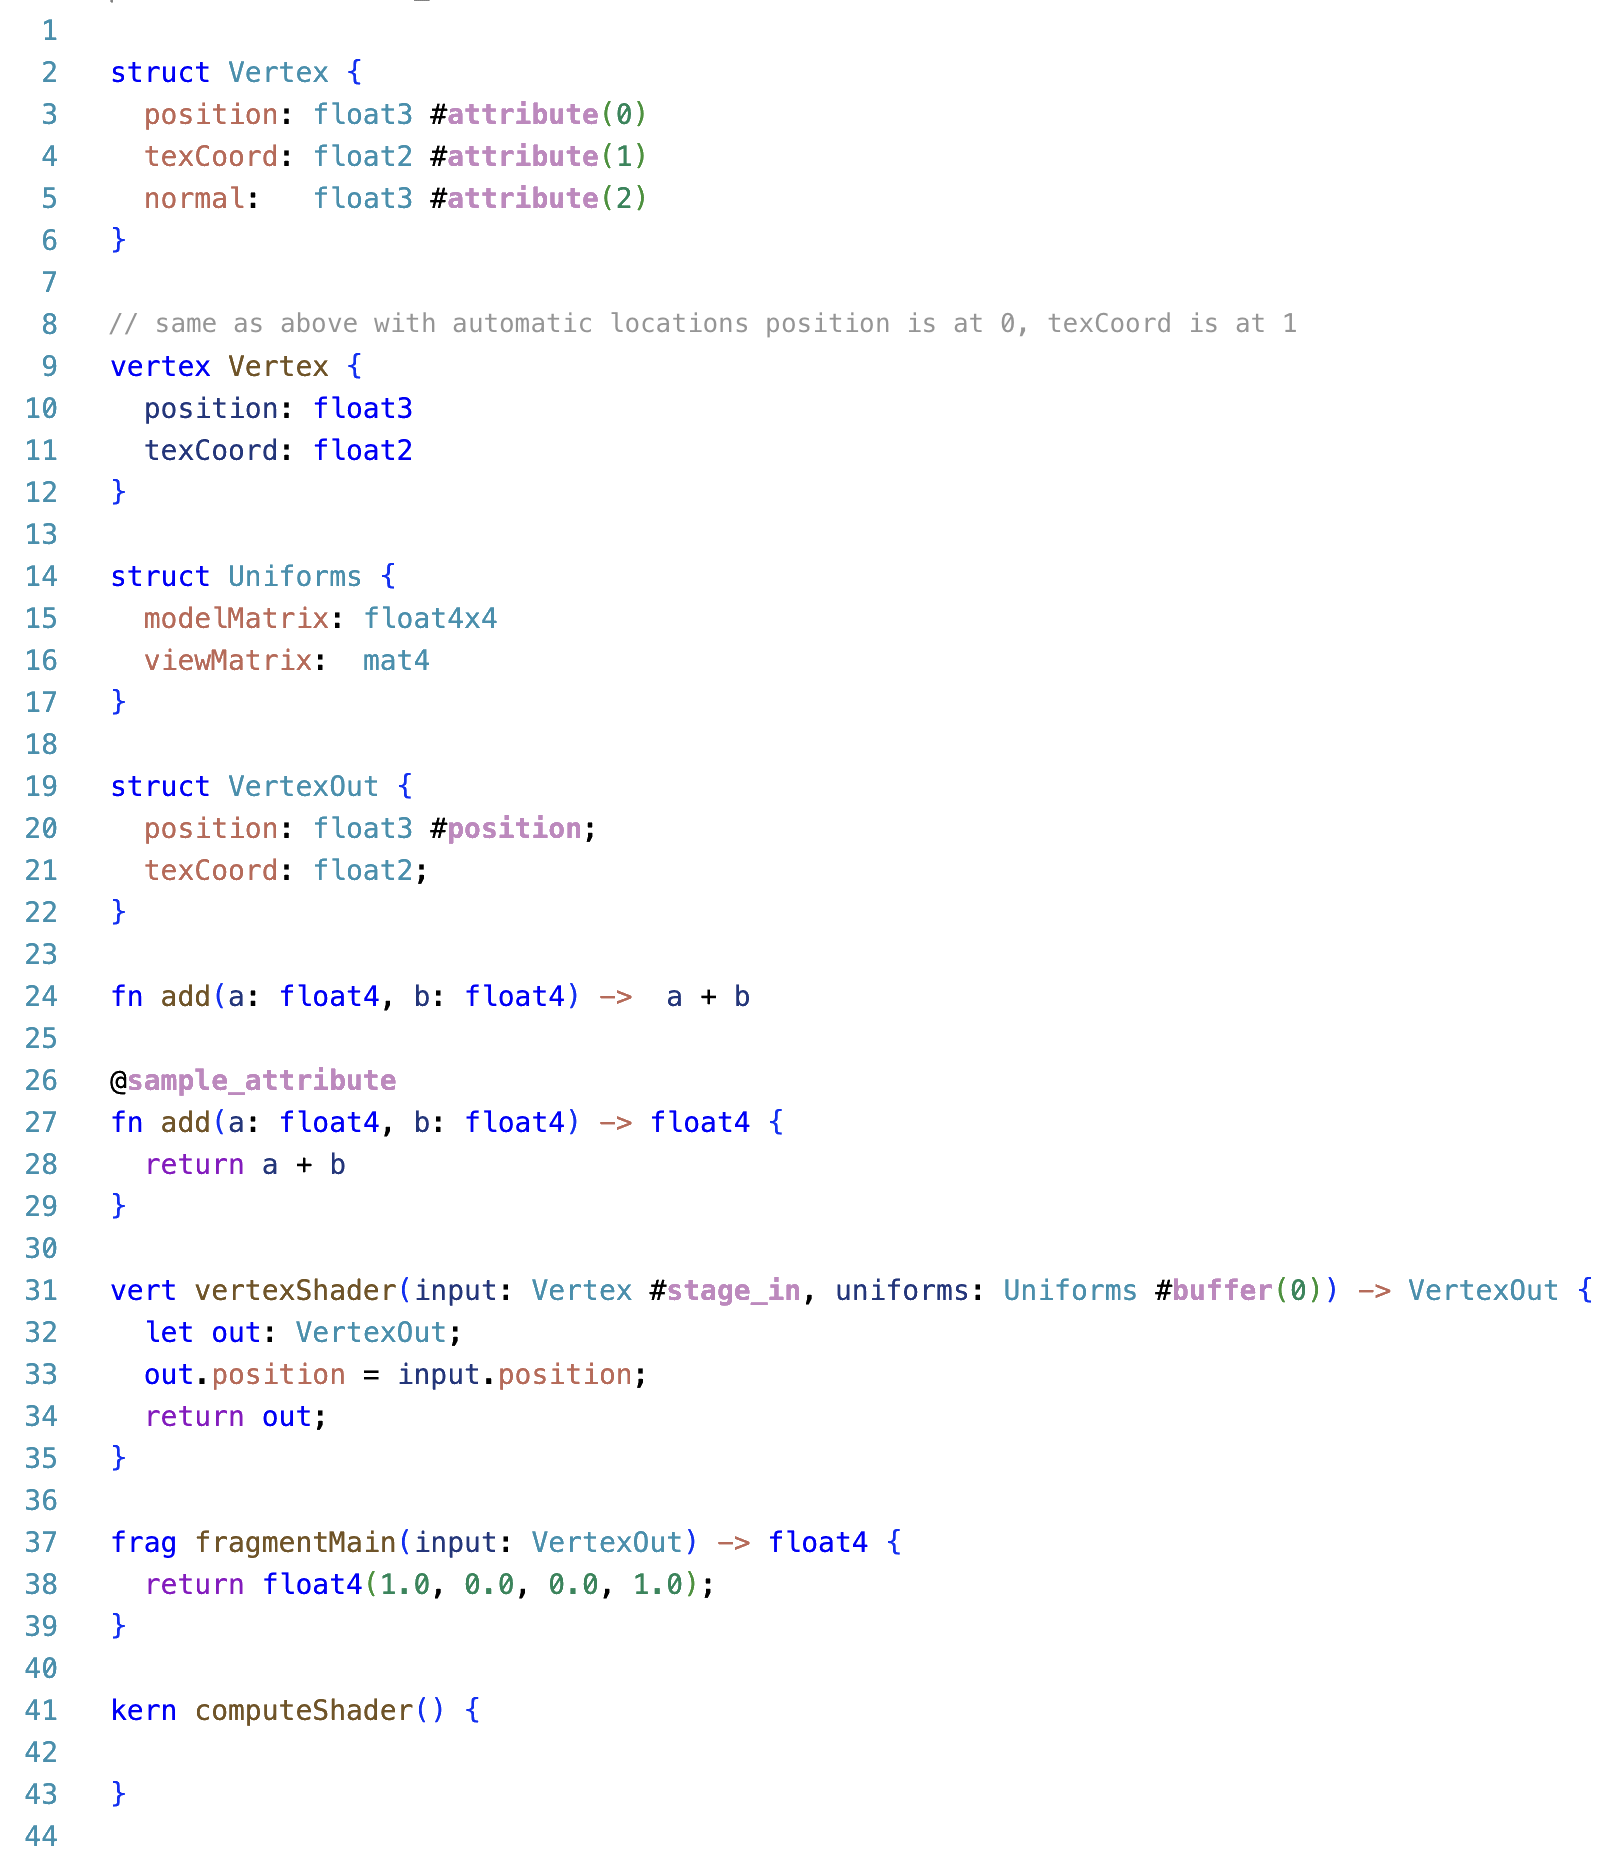 1
2 struct Vertex {
3   position: float3 #attribute(0)
4   texCoord: float2 #attribute(1)
5   normal:   float3 #attribute(2)
6 }
7
8 // same as above with automatic locations position is at 0, texCoord is at 1
9 vertex Vertex {
10   position: float3
11   texCoord: float2
12 }
13
14 struct Uniforms {
15   modelMatrix: float4x4
16   viewMatrix:  mat4
17 }
18
19 struct VertexOut {
20   position: float3 #position;
21   texCoord: float2;
22 }
23
24 fn add(a: float4, b: float4) ->  a + b
25
26 @sample_attribute
27 fn add(a: float4, b: float4) -> float4 {
28   return a + b
29 }
30
31 vert vertexShader(input: Vertex #stage_in, uniforms: Uniforms #buffer(0)) -> VertexOut {
32   let out: VertexOut;
33   out.position = input.position;
34   return out;
35 }
36
37 frag fragmentMain(input: VertexOut) -> float4 {
38   return float4(1.0, 0.0, 0.0, 1.0);
39 }
40
41 kern computeShader() {
42
43 }
44